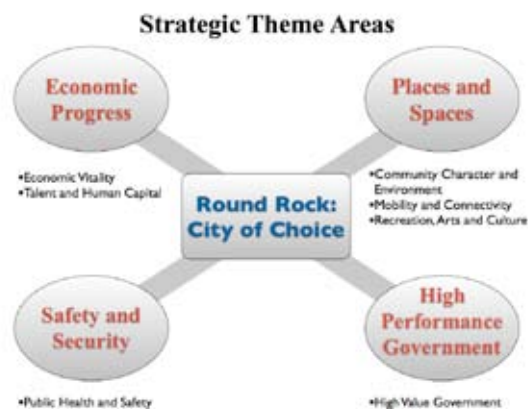 Strategic Theme Areas
Economic
Progress
•Economic Vitality
•Talent and Human Capital
Places and
Spaces
•Community Character and
Environment
•Mobility and Connectivity
•Recreation, Arts and Culture
Round Rock:
City of Choice
Safety and
Security
•Public Health and Safety
High
Performance
Government
•High Value Government